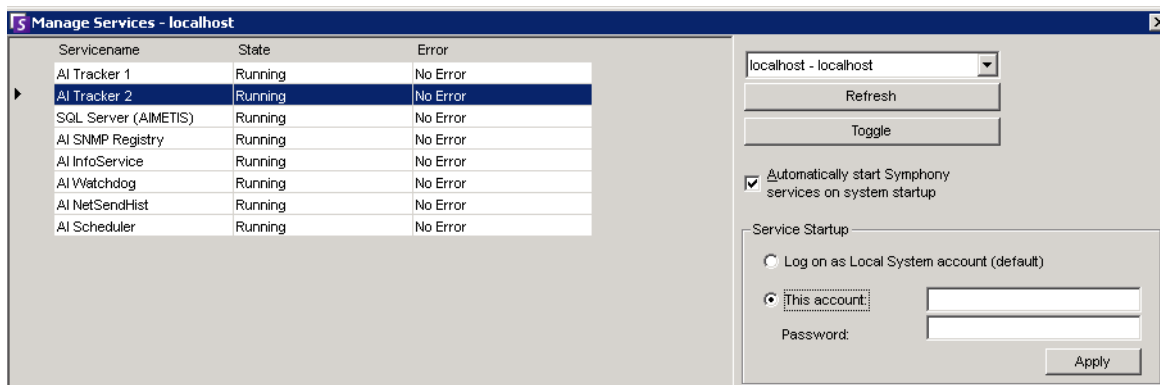 Manage Services - localhost
Servicename State Error
AI Tracker 1 Running No Error
AI Tracker 2 Running No Error
SQL Server (AIMETIS) Running No Error
AI SNMP Registry Running No Error
AI InfoService Running No Error
AI Watchdog Running No Error
AI NetSendHist Running No Error
AI Scheduler Running No Error
localhost - localhost
Refresh
Toggle
Automatically start Symphony
services on system startup
Service Startup
Log on as Local System account (default)
This account:
Password:
Apply